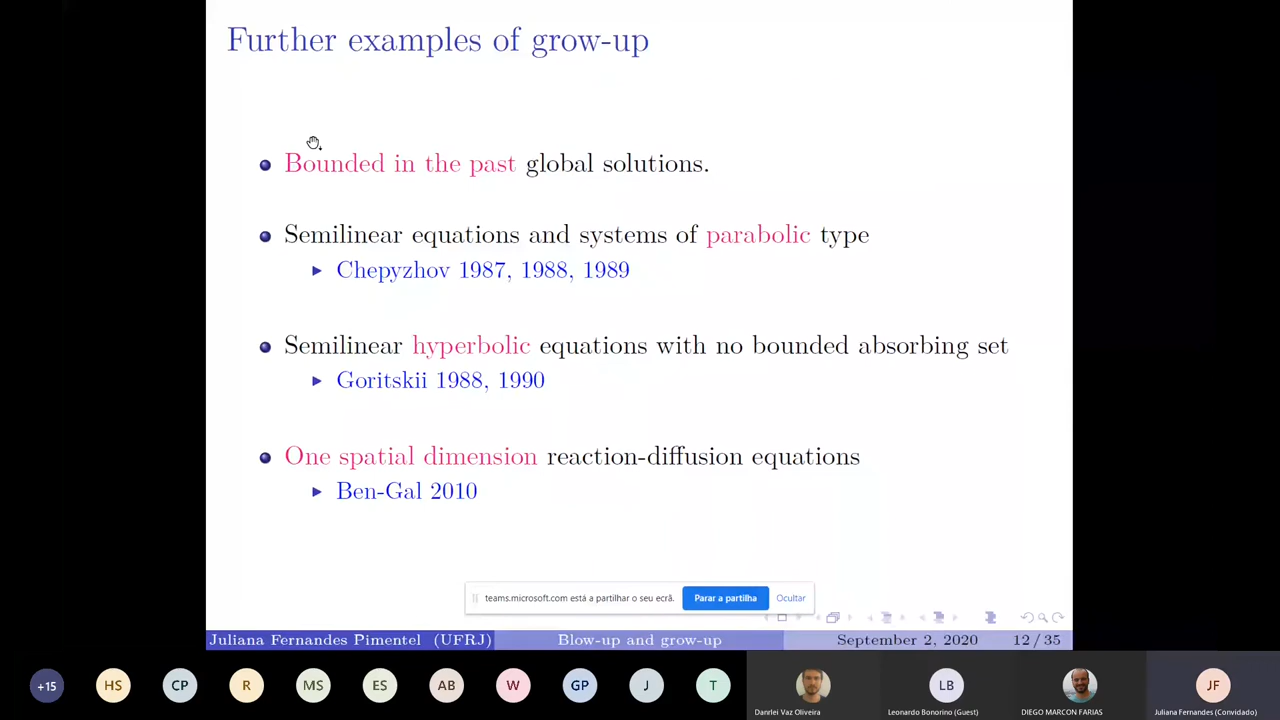 Further examples of grow-up
Bounded in the past global solutions.
Semilinear equations and systems of parabolic type
Chepyzhov 1987, 1988, 1989
Semilinear hyperbolic equations with no bounded absorbing set
Goritskii 1988, 1990
One spatial dimension reaction-diffusion equations
Ben-Gal 2010
teams.microsoft.com está a partilhar o seu ecrã. Parar a partilha Ocultar
Juliana Fernandes Pimentel (UFRJ) Blow-up and grow-up September 2, 2020 12 / 35
+15 HS CP R MS ES AB W GP J T LB JF
Danrlei Vaz Oliveira Leonardo Bonorino (Guest) DIEGO MARCON FARIAS Juliana Fernandes (Convidado)